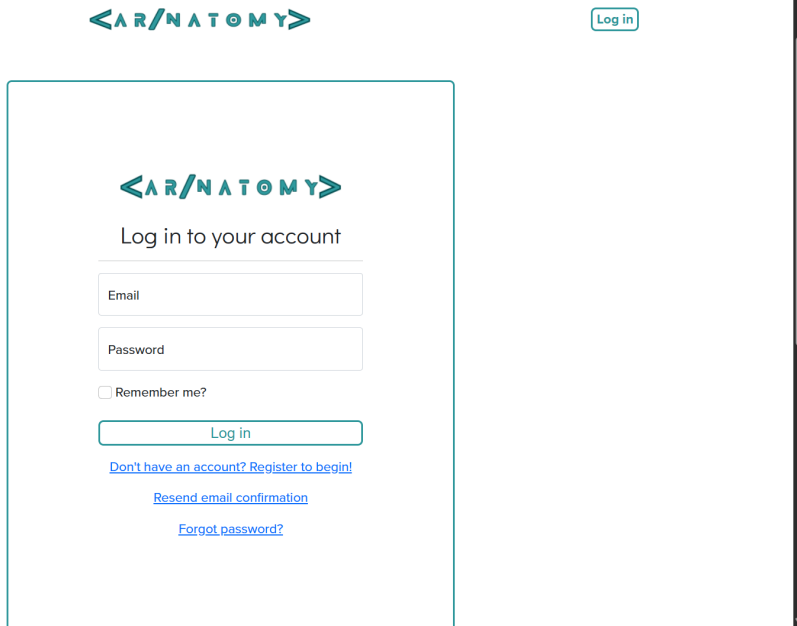 <AR/NATOMY>
Log in
<AR/NATOMY>
Log in to your account
Email
Password
Remember me?
Log in
Don't have an account? Register to begin!
Resend email confirmation
Forgot password?